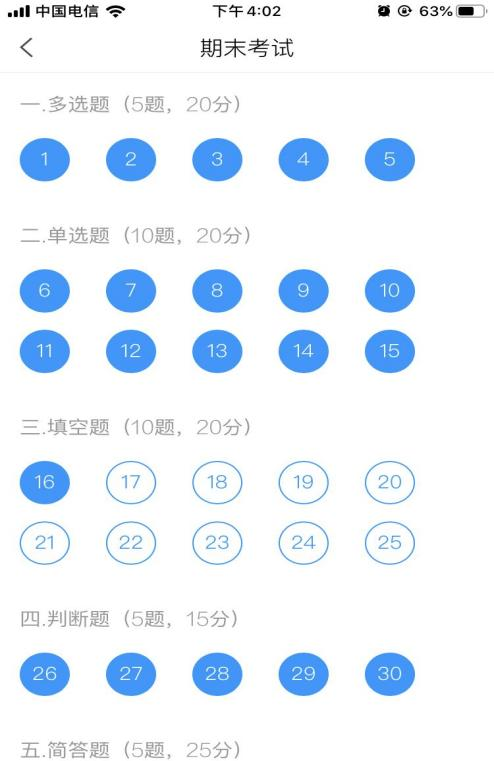 中国电信 下午4:02 63%
期末考试
一.多选题（5题，20分）
1 2 3 4 5
二.单选题（10题，20分）
6 7 8 9 10
11 12 13 14 15
三.填空题（10题，20分）
16 17 18 19 20
21 22 23 24 25
四.判断题（5题，15分）
26 27 28 29 30
五.简答题（5题，25分）